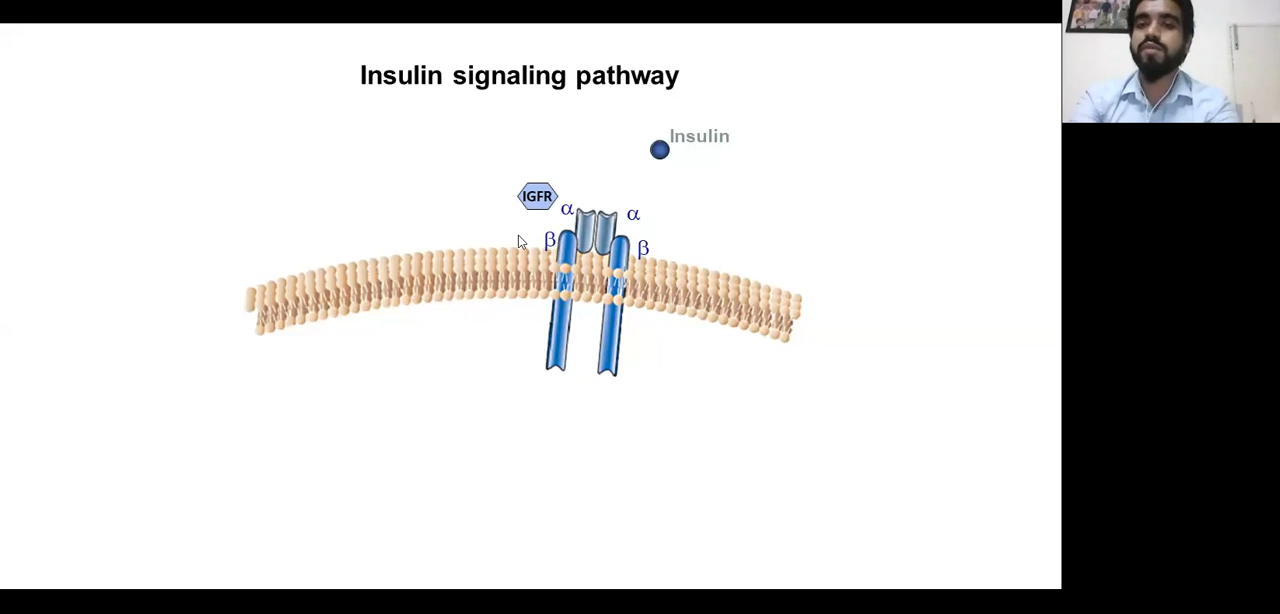 Insulin signaling pathway
Insulin
IGFR
α
α
β
β